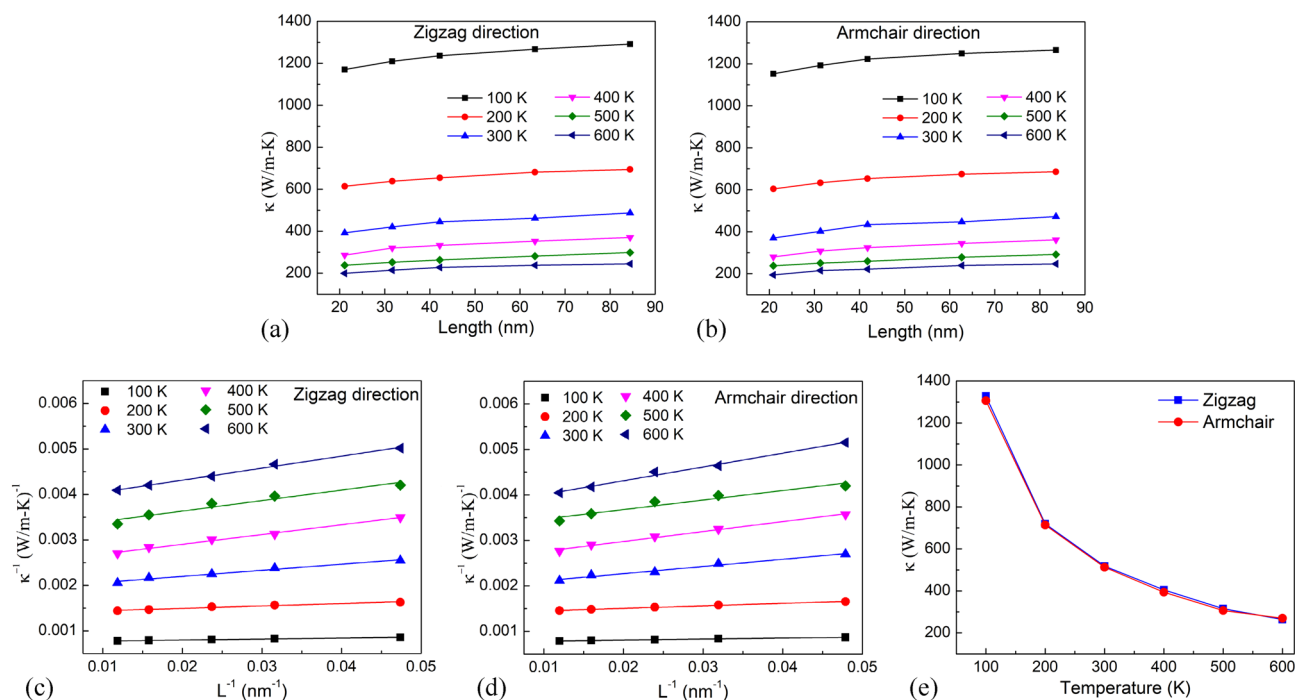 Zigzag direction
1400
1200
1000
800
600
400
200
κ (W/m-K)
100 K
200 K
300 K
400 K
500 K
600 K
10 20 30 40 50 60 70 80 90
Length (nm)
(a)
Armchair direction
1400
1200
1000
800
600
400
200
κ (W/m-K)
100 K
200 K
300 K
400 K
500 K
600 K
20 30 40 50 60 70 80 90
Length (nm)
(b)
Zigzag direction
0.006
0.005
0.004
0.003
0.002
0.001
κ⁻¹ (W/m-K)⁻¹
100 K
200 K
300 K
400 K
500 K
600 K
0.01 0.02 0.03 0.04 0.05
L⁻¹ (nm⁻¹)
(c)
Armchair direction
0.006
0.005
0.004
0.003
0.002
0.001
κ⁻¹ (W/m-K)⁻¹
100 K
200 K
300 K
400 K
500 K
600 K
0.01 0.02 0.03 0.04 0.05
L⁻¹ (nm⁻¹)
(d)
1400
1200
1000
800
600
400
200
κ (W/m-K)
Zigzag
Armchair
100 200 300 400 500 600
Temperature (K)
(e)